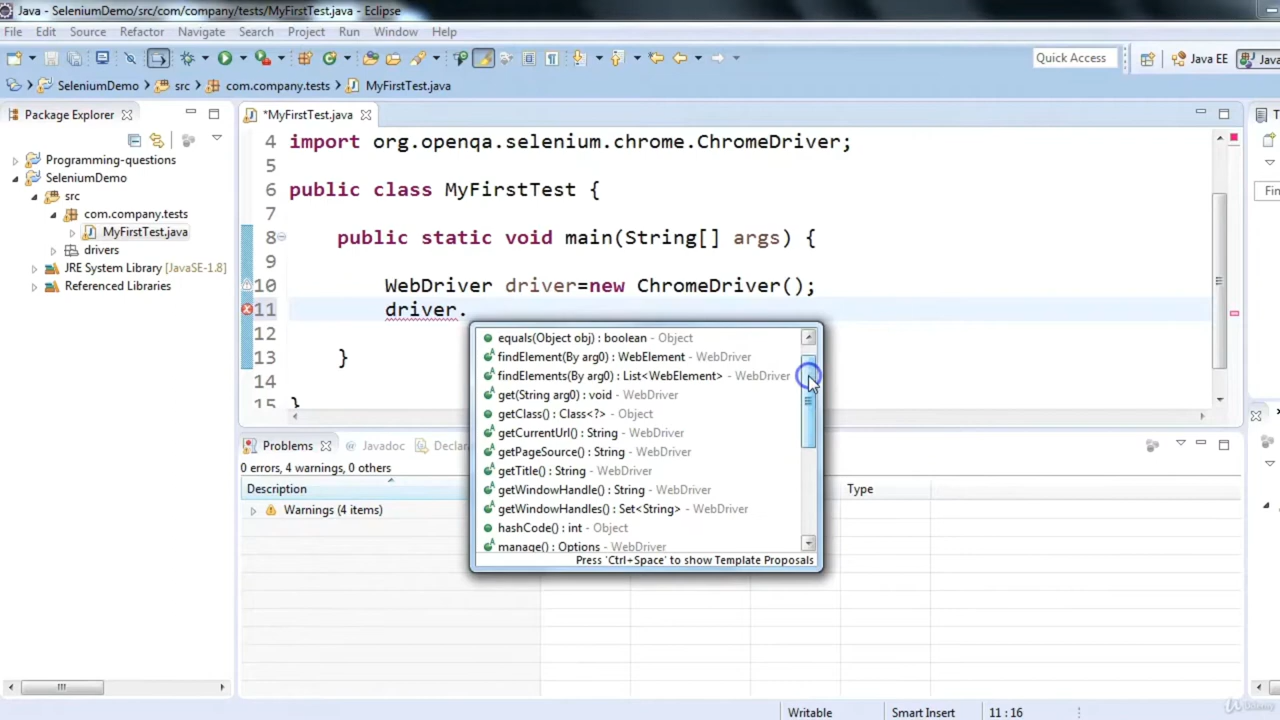 Java - SeleniumDemo/src/com/company/tests/MyFirstTest.java - Eclipse
File Edit Source Refactor Navigate Search Project Run Window Help
Quick Access
Java EE
Java
SeleniumDemo
src
com.company.tests
MyFirstTest.java
Package Explorer
*MyFirstTest.java
Programming-questions
SeleniumDemo
src
com.company.tests
MyFirstTest.java
drivers
JRE System Library [JavaSE-1.8]
Referenced Libraries
4 import org.openqa.selenium.chrome.ChromeDriver;
5
6 public class MyFirstTest {
7
8 public static void main(String[] args) {
9
10 WebDriver driver=new ChromeDriver();
11 driver.
12
13 }
14
15 }
equals(Object obj) : boolean - Object
findElement(By arg0) : WebElement - WebDriver
findElements(By arg0) : List<WebElement> - WebDriver
get(String arg0) : void - WebDriver
getClass() : Class<?> - Object
getCurrentUrl() : String - WebDriver
getPageSource() : String - WebDriver
getTitle() : String - WebDriver
getWindowHandle() : String - WebDriver
getWindowHandles() : Set<String> - WebDriver
hashCode() : int - Object
manage() : Options - WebDriver
Press 'Ctrl+Space' to show Template Proposals
Problems
@ Javadoc
Declar
0 errors, 4 warnings, 0 others
Description
Type
Warnings (4 items)
Fin
Writable
Smart Insert
11 : 16
Udemy